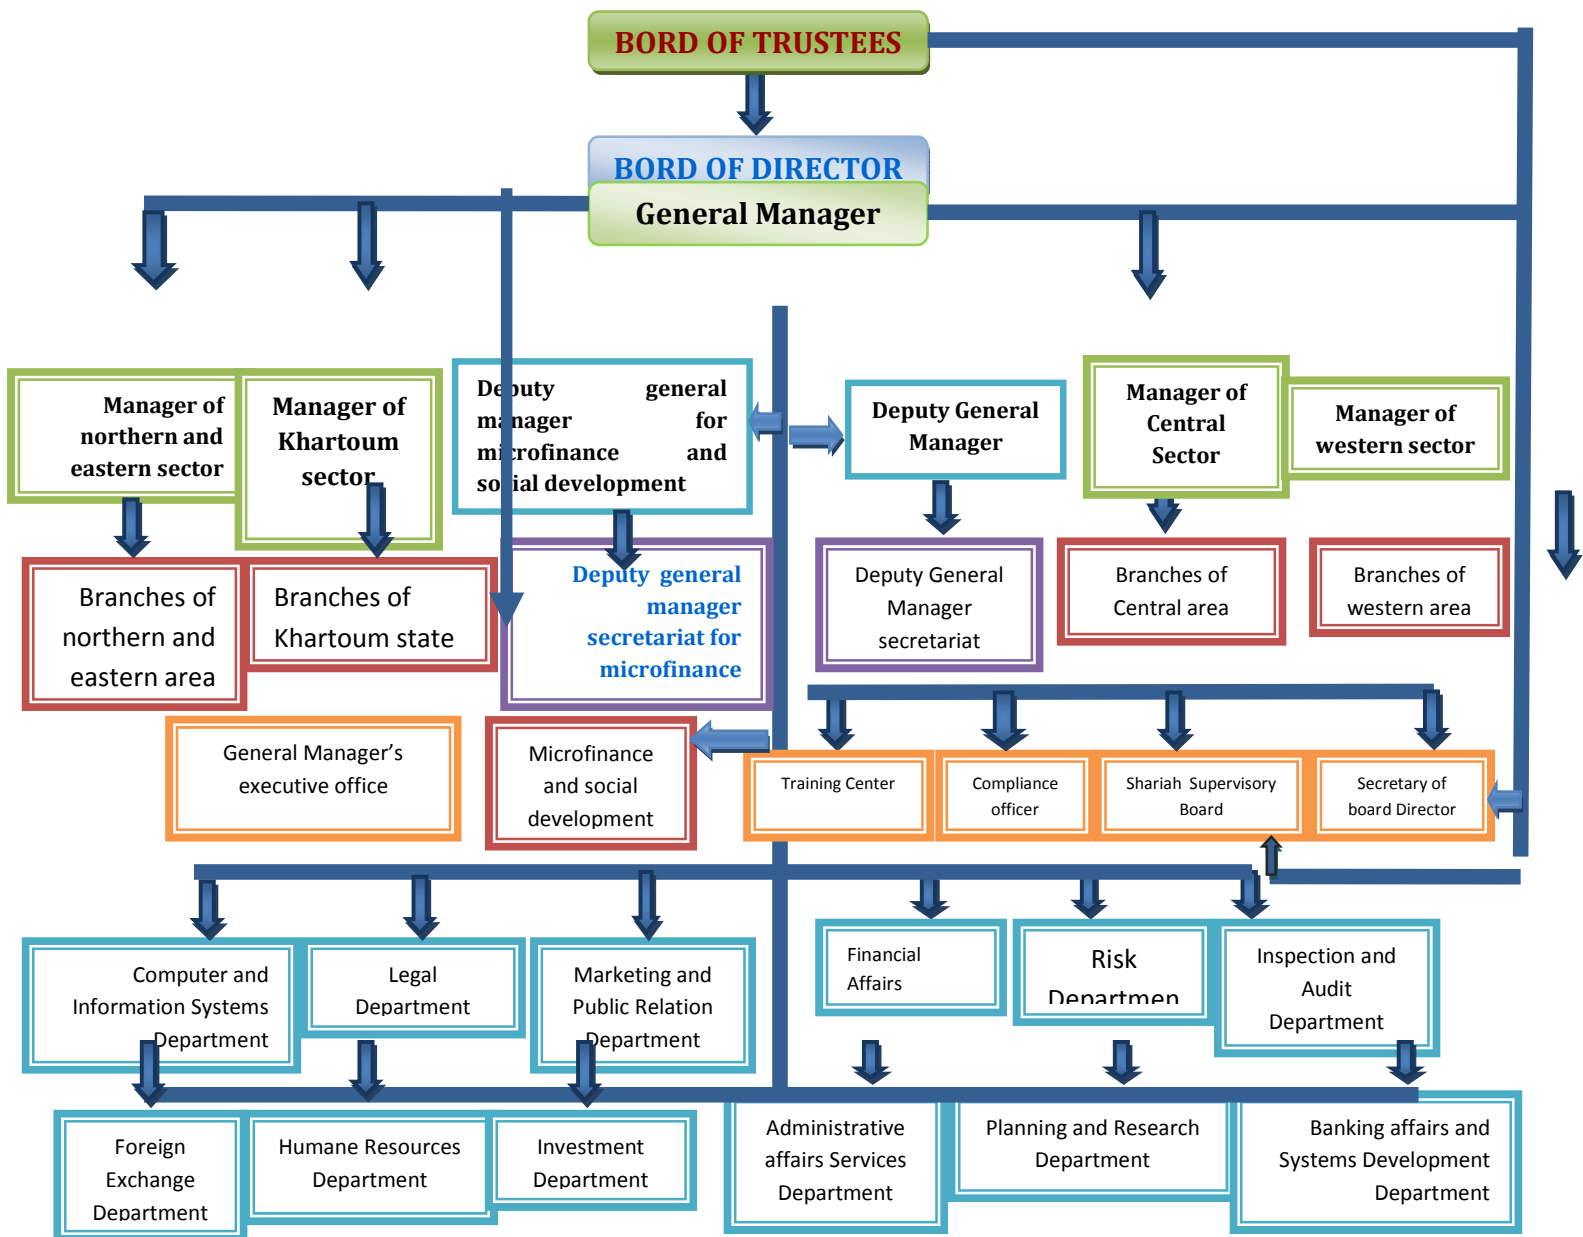 BORD OF TRUSTEES
BORD OF DIRECTOR
General Manager
Manager of
northern and
eastern sector
Manager of
Khartoum
sector
Deputy general
manager for
microfinance and
social development
Deputy General
Manager
Manager of
Central
Sector
Manager of
western sector
Branches of
northern and
eastern area
Branches of
Khartoum state
Deputy general
manager
secretariat for
microfinance
Deputy General
Manager
secretariat
Branches of
Central area
Branches of
western area
General Manager’s
executive office
Microfinance
and social
development
Training Center
Compliance
officer
Shariah Supervisory
Board
Secretary of
board Director
Computer and
Information Systems
Department
Legal
Department
Marketing and
Public Relation
Department
Financial
Affairs
Risk
Departmen
Inspection and
Audit
Department
Foreign
Exchange
Department
Humane Resources
Department
Investment
Department
Administrative
affairs Services
Department
Planning and Research
Department
Banking affairs and
Systems Development
Department